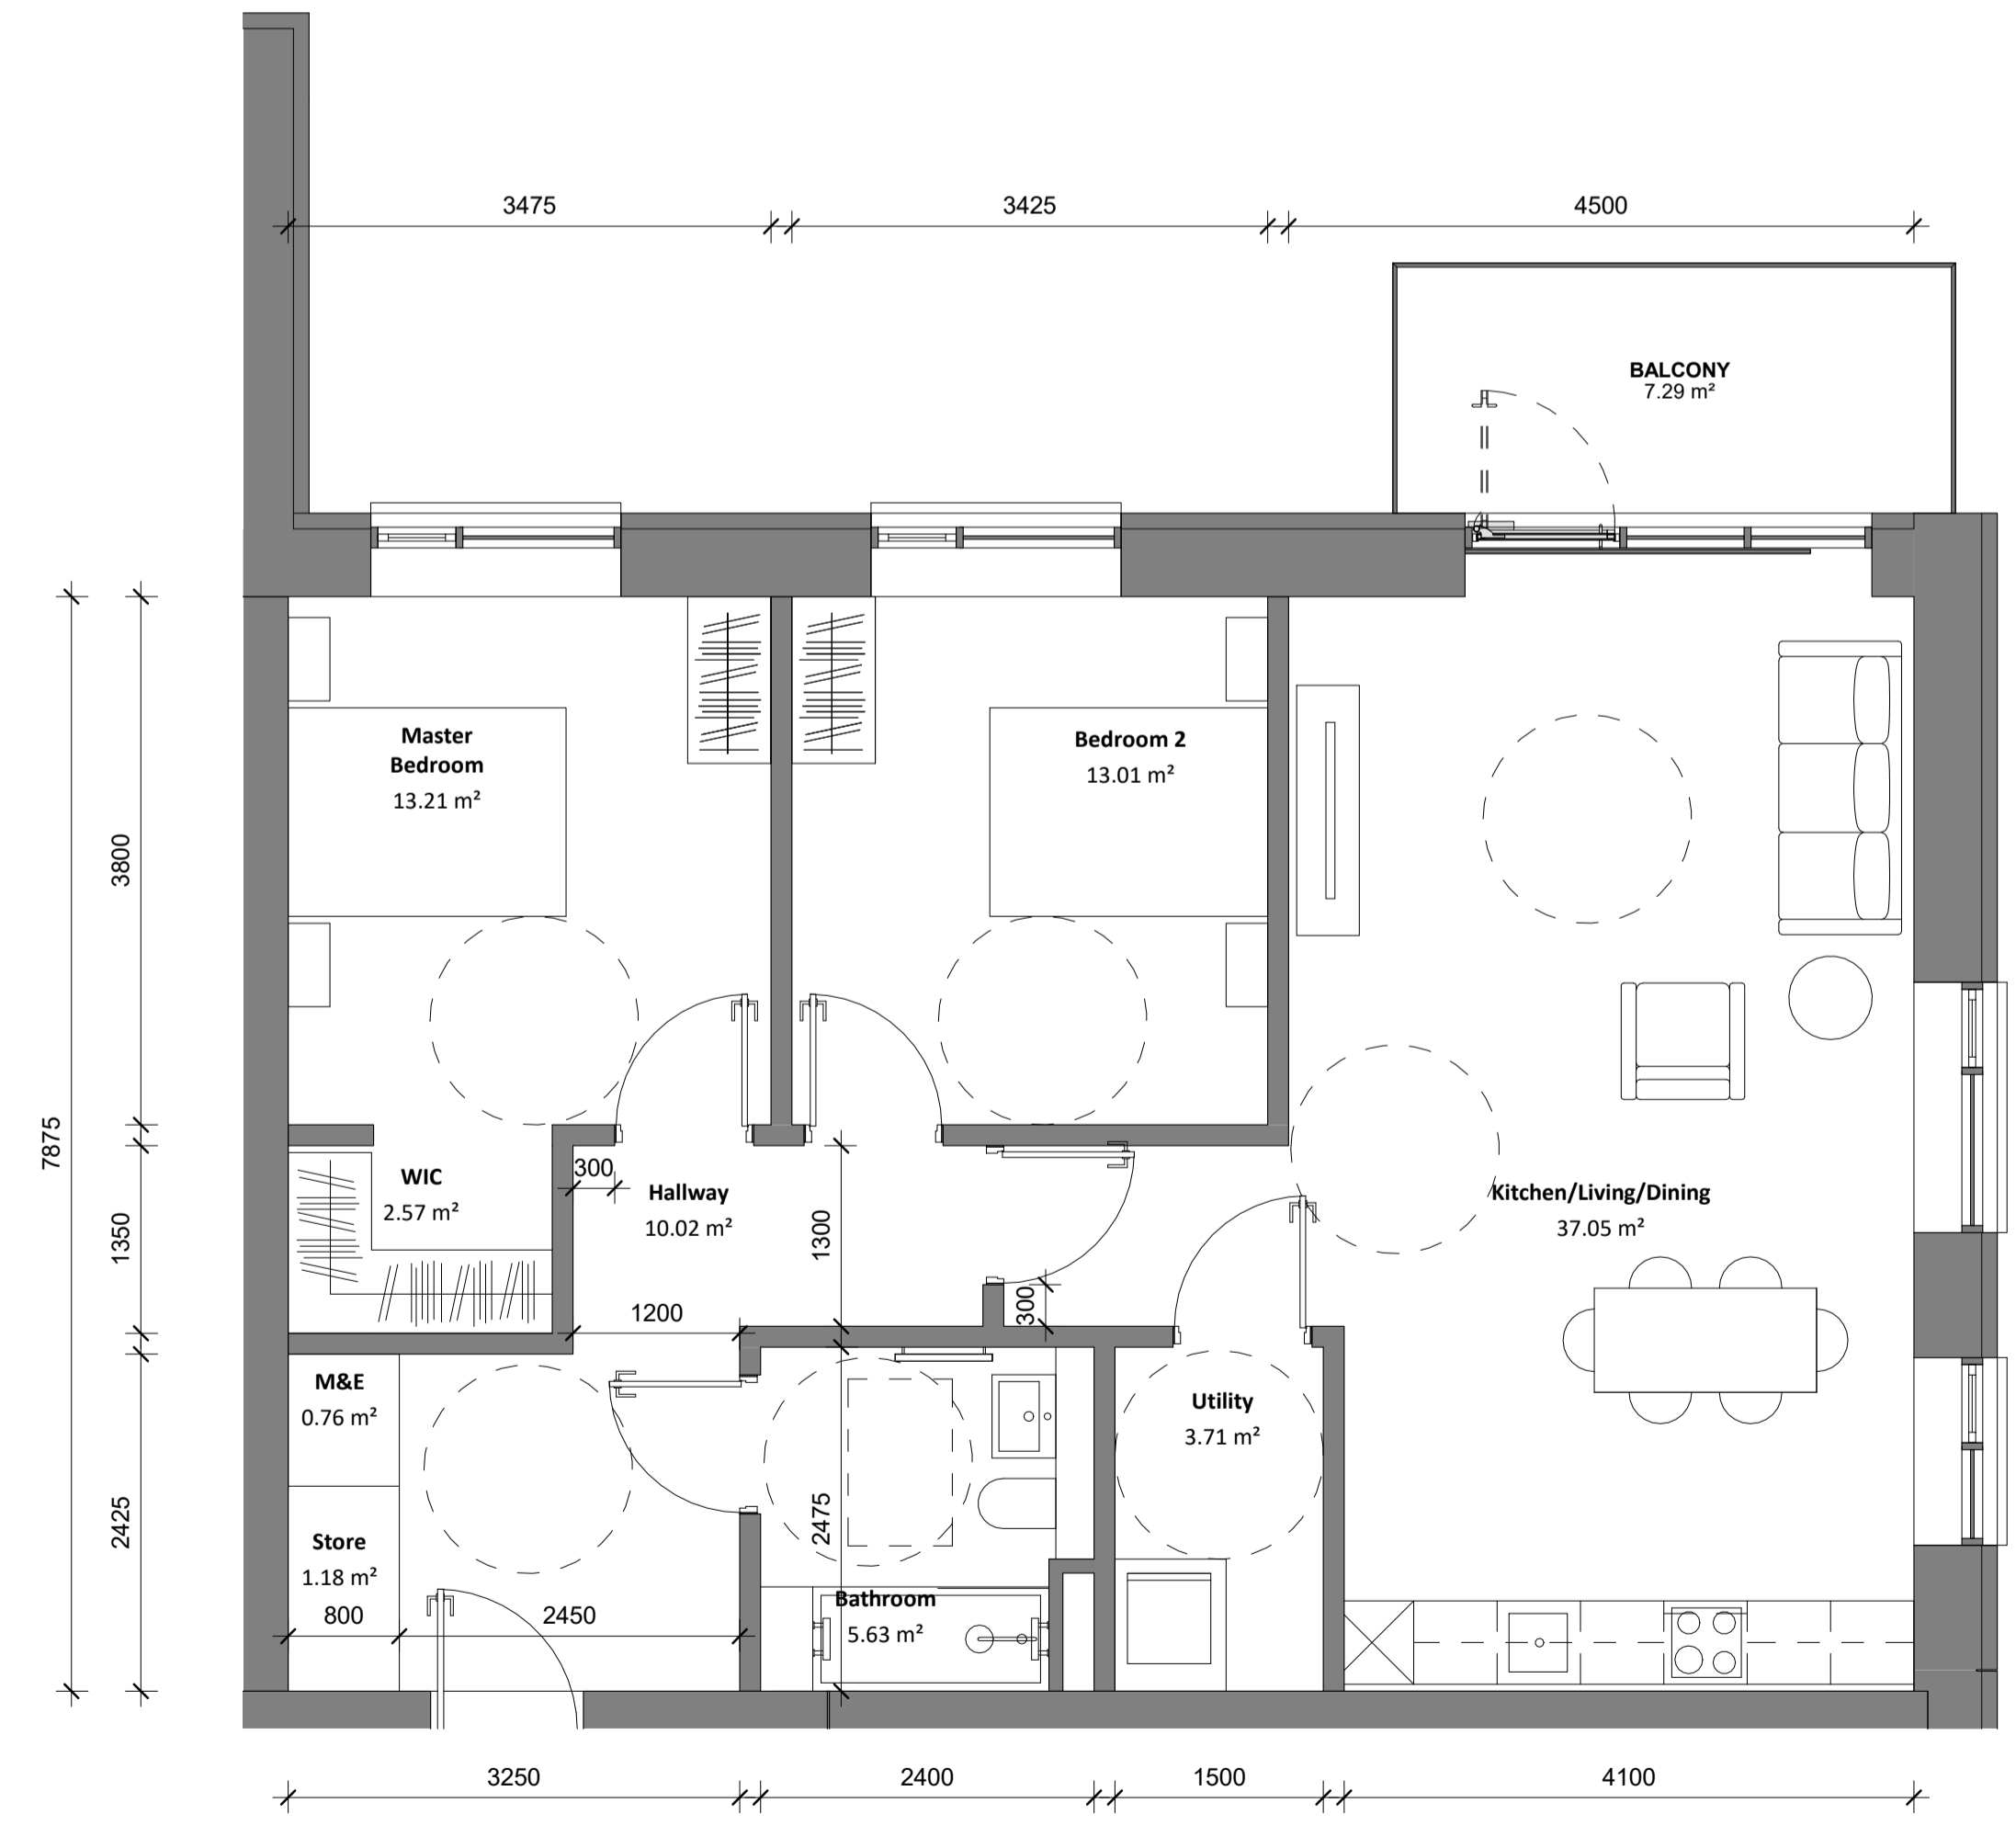 3475
3425
4500
BALCONY
7.29 m²
Master
Bedroom
13.21 m²
Bedroom 2
13.01 m²
3800
7875
WIC
2.57 m²
300
Hallway
10.02 m²
1300
1350
Kitchen/Living/Dining
37.05 m²
300
1200
M&E
0.76 m²
Utility
3.71 m²
2425
2475
Store
1.18 m²
800
2450
Bathroom
5.63 m²
3250
2400
1500
4100